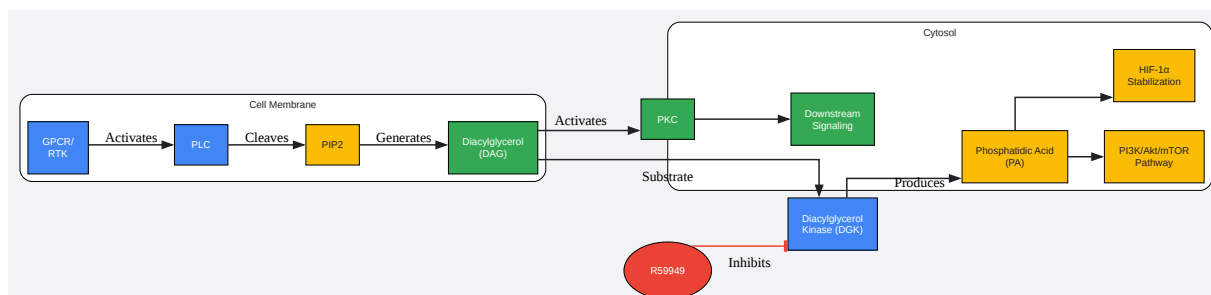 Cell Membrane
GPCR/
RTK
Activates
PLC
Cleaves
PIP2
Generates
Diacylglycerol
(DAG)
Activates
Substrate
Cytosol
PKC
Downstream
Signaling
HIF-1α
Stabilization
Phosphatidic Acid
(PA)
PI3K/Akt/mTOR
Pathway
Produces
Diacylglycerol
Kinase (DGK)
R59949
Inhibits